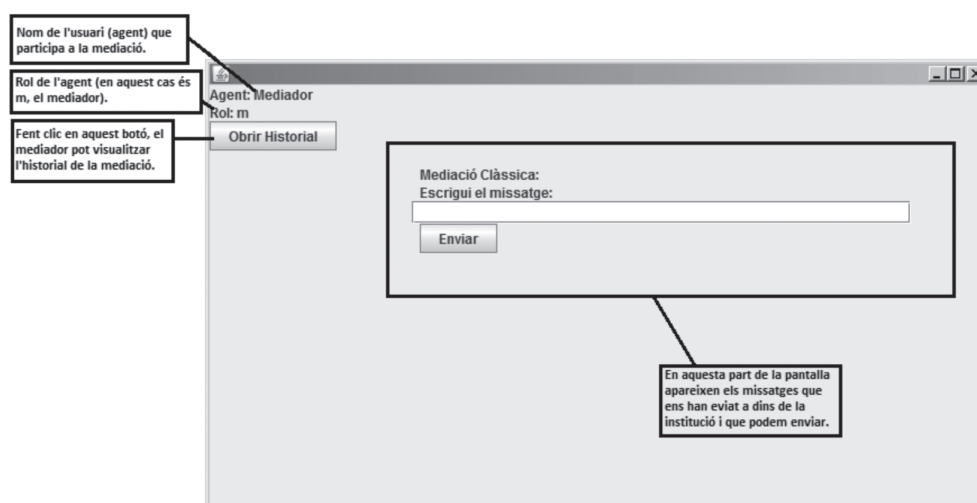 Nom de l'usuari (agent) que
participa a la mediació.
Rol de l'agent (en aquest cas és
m, el mediador).
Fent clic en aquest botó, el
mediador pot visualitzar
l'historial de la mediació.
Agent: Mediador
Rol: m
Obrir Historial
Mediació Clàssica:
Escrigui el missatge:
Enviar
En aquesta part de la pantalla
apareixen els missatges que
ens han eviat a dins de la
institució i que podem enviar.